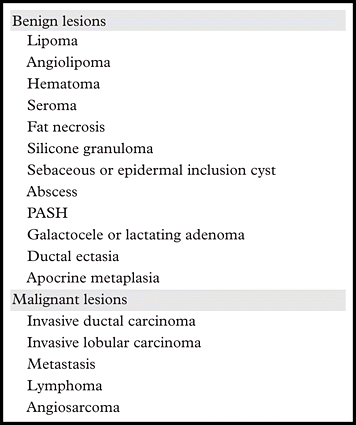 Benign lesions
Lipoma
Angiolipoma
Hematoma
Seroma
Fat necrosis
Silicone granuloma
Sebaceous or epidermal inclusion cyst
Abscess
PASH
Galactocele or lactating adenoma
Ductal ectasia
Apocrine metaplasia
Malignant lesions
Invasive ductal carcinoma
Invasive lobular carcinoma
Metastasis
Lymphoma
Angiosarcoma